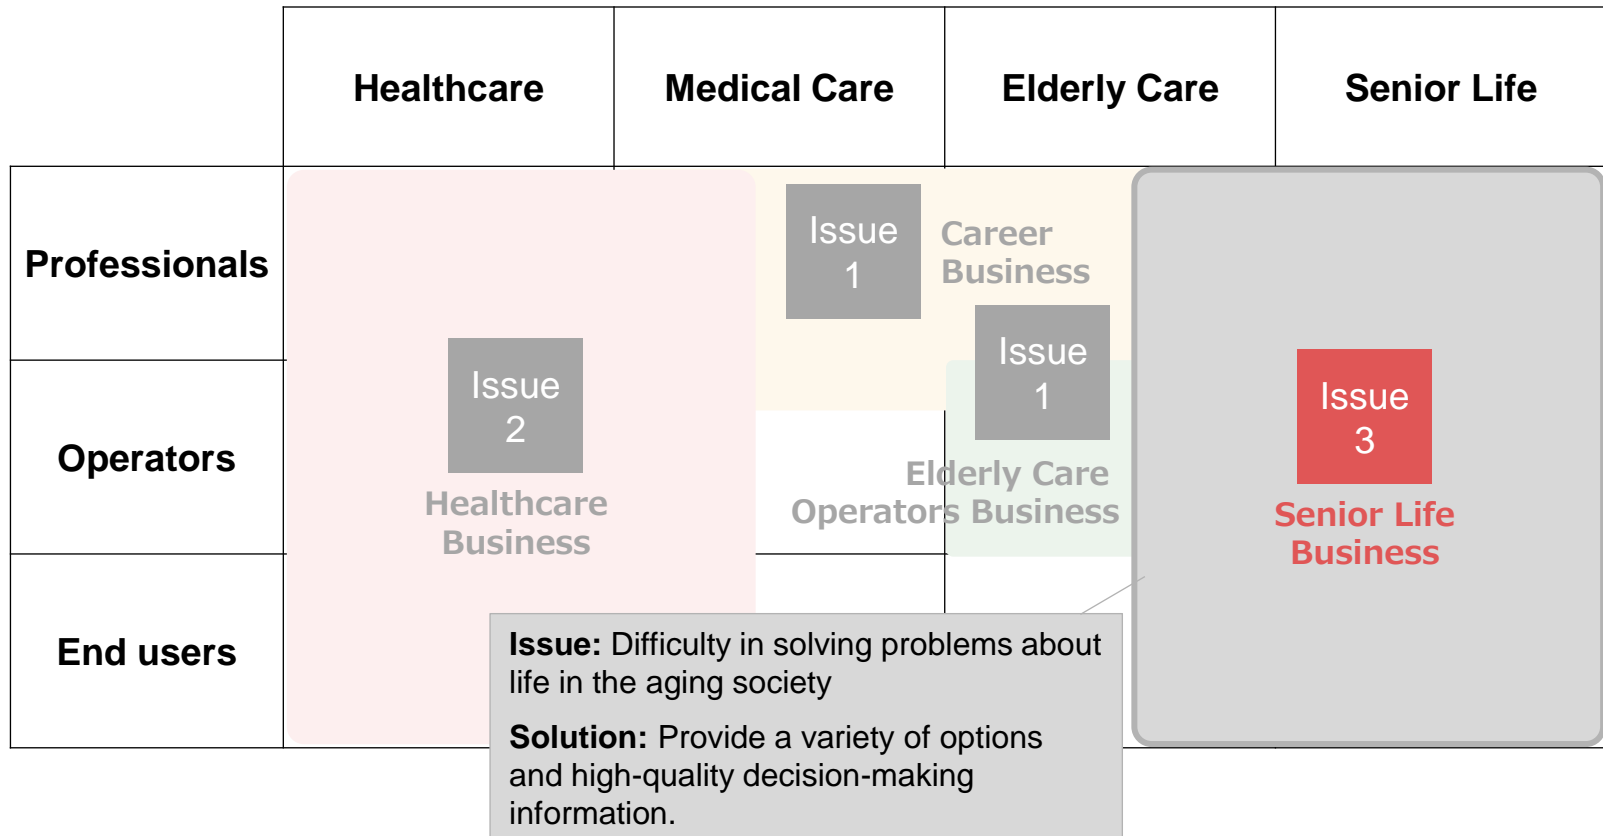 Healthcare
Medical Care
Elderly Care
Senior Life
Professionals
Operators
End users
Issue
1
Career
Business
Issue
1
Elderly Care
Operators Business
Issue
2
Healthcare
Business
Issue
3
Senior Life
Business
Issue: Difficulty in solving problems about
life in the aging society
Solution: Provide a variety of options
and high-quality decision-making
information.